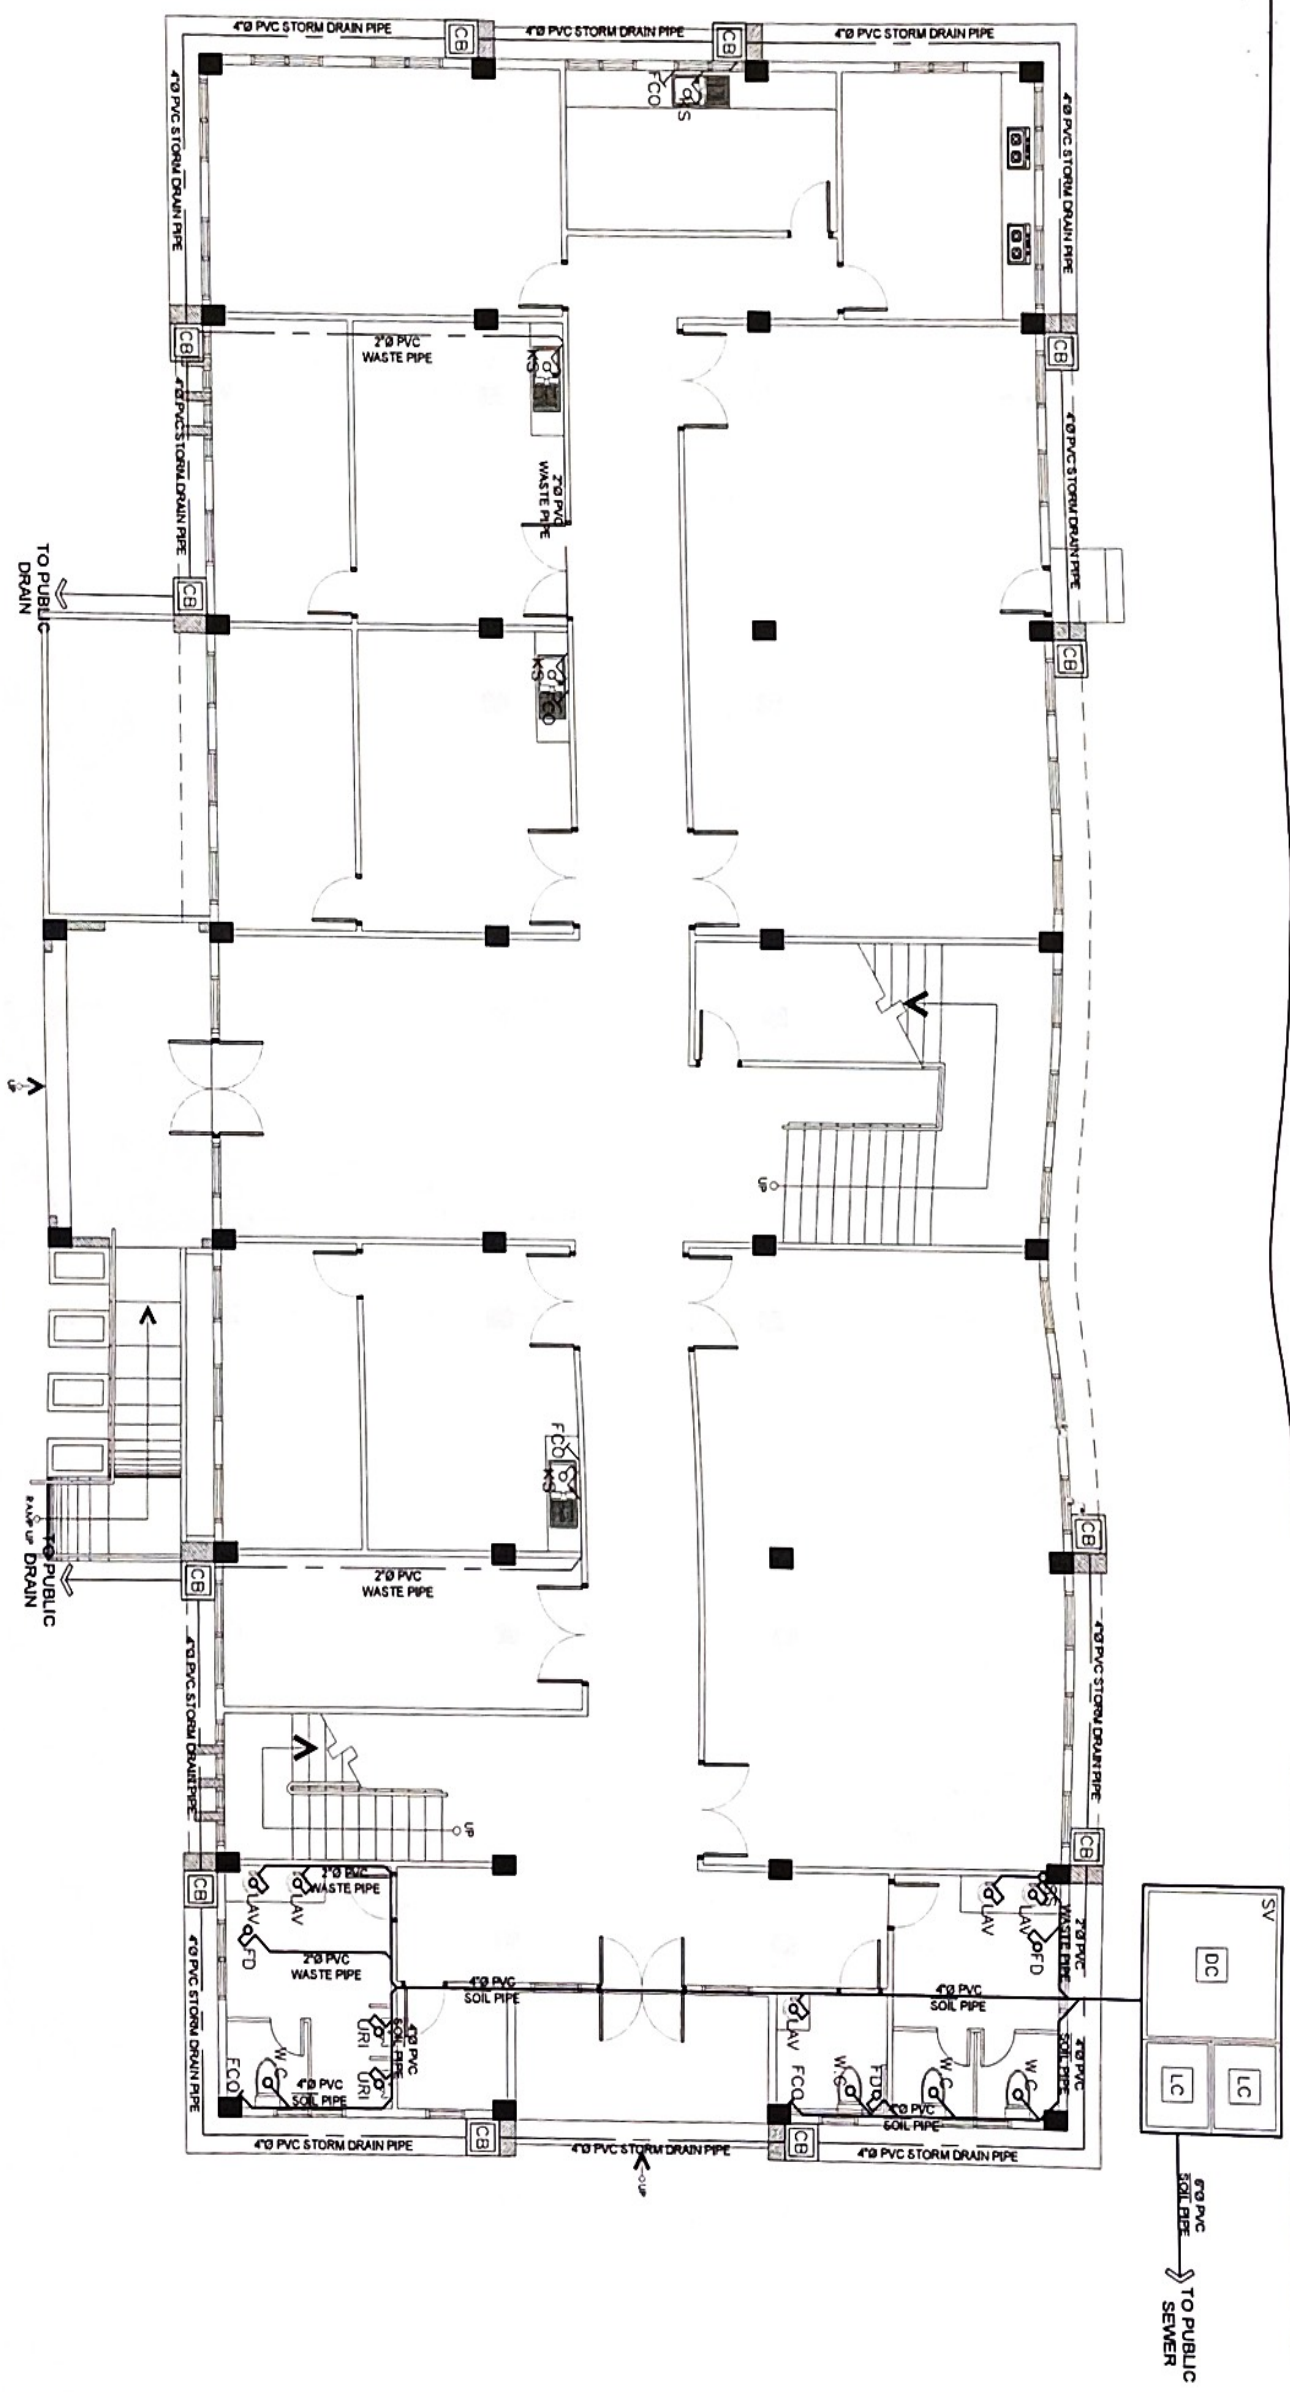 4"Ø PVC STORM DRAIN PIPE
CB
4"Ø PVC STORM DRAIN PIPE
CB
4"Ø PVC STORM DRAIN PIPE
4"Ø PVC STORM DRAIN PIPE
FCO
KS
4"Ø PVC STORM DRAIN PIPE
CB
2"Ø PVC
WASTE PIPE
KS
CB
4"Ø PVC STORM DRAIN PIPE
2"Ø PVC
WASTE PIPE
4"Ø PVC STORM DRAIN PIPE
TO PUBLIC
DRAIN
CB
KS
FCO
CB
UP
UP
FCO
KS
CB
RAMP UP
TO PUBLIC
DRAIN
CB
2"Ø PVC
WASTE PIPE
4"Ø PVC STORM DRAIN PIPE
4"Ø PVC STORM DRAIN PIPE
UP
CB
CB
LAV
LAV
2"Ø PVC
WASTE PIPE
FD
2"Ø PVC
WASTE PIPE
LAV
LAV
FD
2"Ø PVC
WASTE PIPE
4"Ø PVC STORM DRAIN PIPE
4"Ø PVC
SOIL PIPE
4"Ø PVC
SOIL PIPE
SV
DC
LC
LC
URI
URI
4"Ø PVC
SOIL PIPE
LAV
4"Ø PVC
SOIL PIPE
FCO
W.C
4"Ø PVC
SOIL PIPE
FCO
W.C
FD
W.C
W.C
4"Ø PVC
SOIL PIPE
4"Ø PVC STORM DRAIN PIPE
CB
4"Ø PVC STORM DRAIN PIPE
CB
4"Ø PVC STORM DRAIN PIPE
UP
6"Ø PVC
SOIL PIPE
TO PUBLIC
SEWER